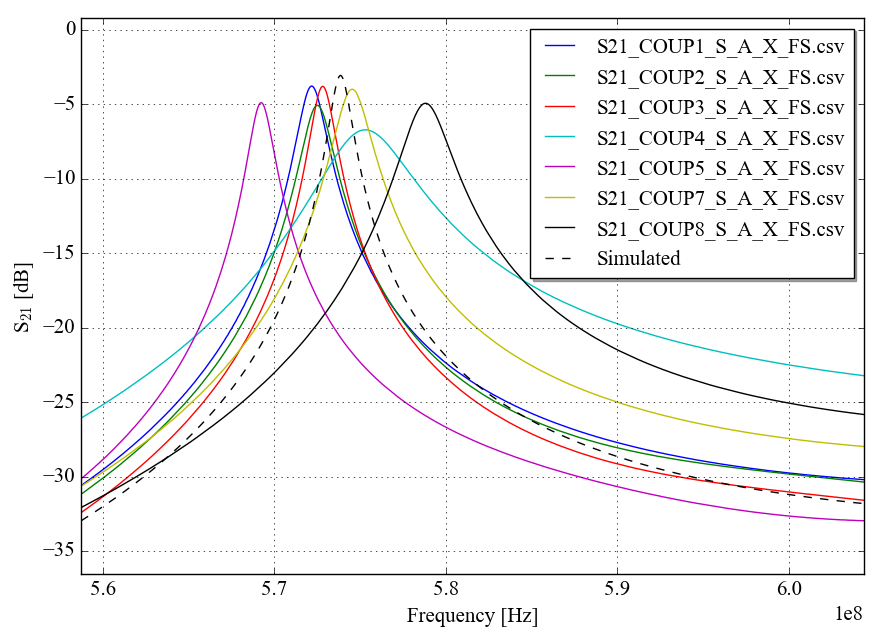 0
−5
−10
−15
−20
−25
−30
−35
S21 [dB]
S21_COUP1_S_A_X_FS.csv
S21_COUP2_S_A_X_FS.csv
S21_COUP3_S_A_X_FS.csv
S21_COUP4_S_A_X_FS.csv
S21_COUP5_S_A_X_FS.csv
S21_COUP7_S_A_X_FS.csv
S21_COUP8_S_A_X_FS.csv
Simulated
5.6 5.7 5.8 5.9 6.0
Frequency [Hz]
1e8